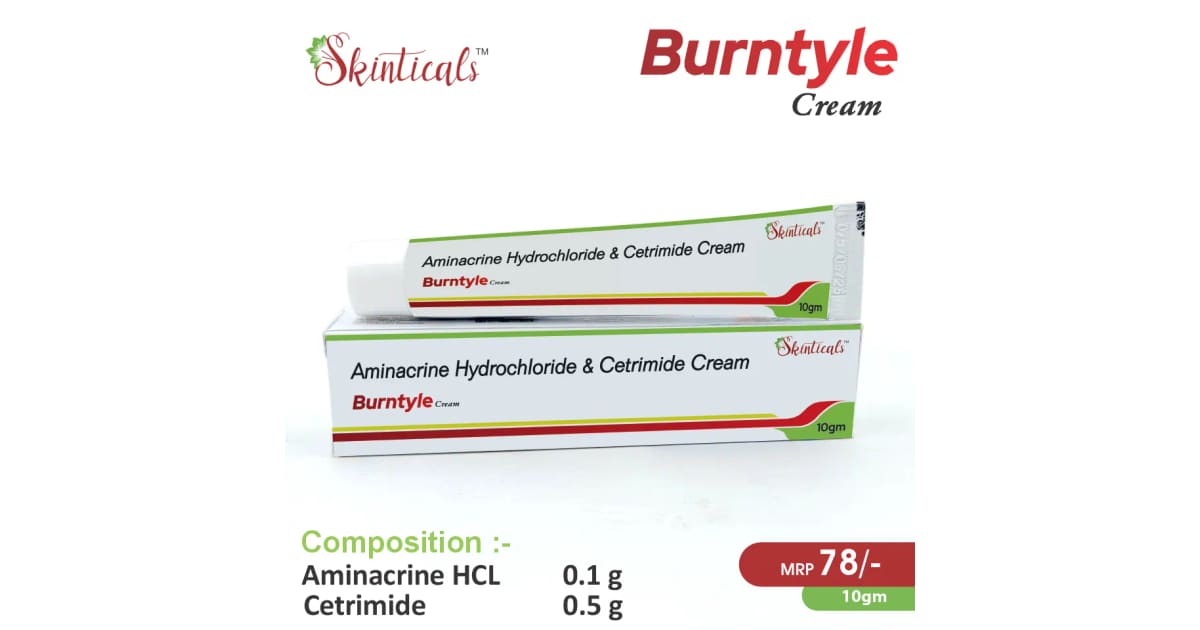 Skinticals™
Burntyle
Cream
Skinticals™
Aminacrine Hydrochloride & Cetrimide Cream
Burntyle Cream
10gm
Skinticals™
Aminacrine Hydrochloride & Cetrimide Cream
Burntyle Cream
10gm
Composition :-
Aminacrine HCL 0.1 g
Cetrimide 0.5 g
MRP 78/-
10gm